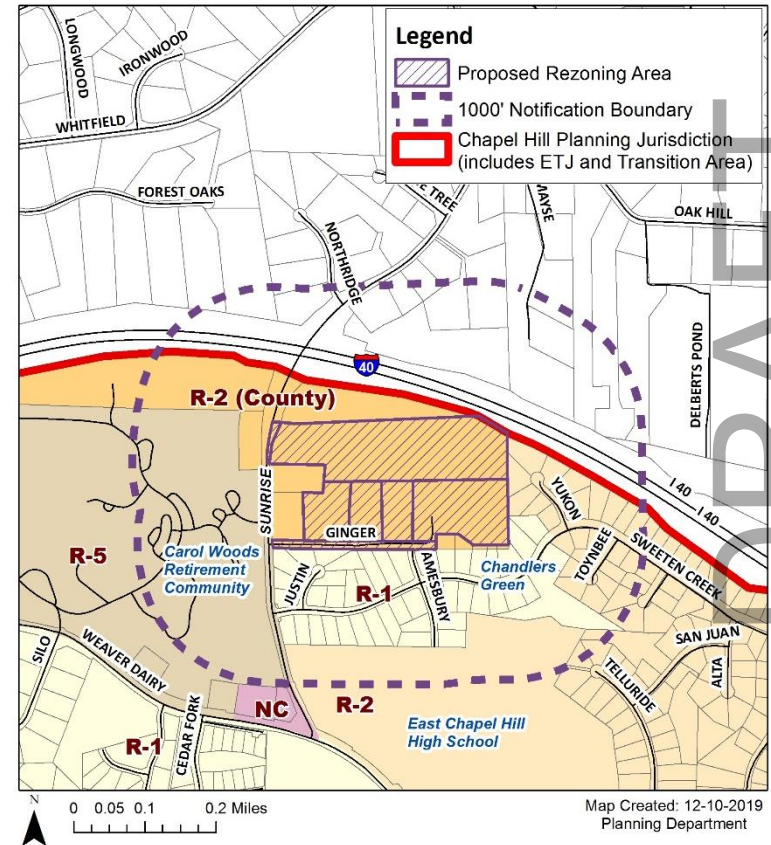 Legend
Proposed Rezoning Area
1000' Notification Boundary
Chapel Hill Planning Jurisdiction
(includes ETJ and Transition Area)
LONGWOOD
IRONWOOD
WHITFIELD
FOREST OAKS
NORTHRIDGE
TREE
MAYSE
OAK HILL
DELBERTS POND
DRAFT
40
R-2 (County)
I 40
I 40
SUNRISE
GINGER
YUKON
TOYNBEE
SWEETEN CREEK
R-5
Carol Woods
Retirement
Community
JUSTIN
R-1
AMESBURY
Chandlers
Green
SAN JUAN
ALTA
TELLURIDE
SILO
WEAVER DAIRY
CEDAR FORK
NC
R-2
R-1
East Chapel Hill
High School
N
0 0.05 0.1 0.2 Miles
Map Created: 12-10-2019
Planning Department